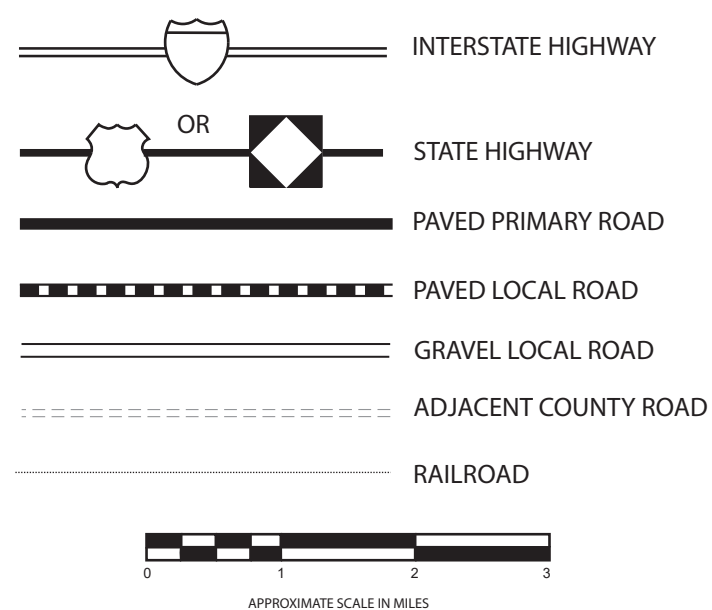 INTERSTATE HIGHWAY
OR
STATE HIGHWAY
PAVED PRIMARY ROAD
PAVED LOCAL ROAD
GRAVEL LOCAL ROAD
ADJACENT COUNTY ROAD
RAILROAD
0 1 2 3
APPROXIMATE SCALE IN MILES